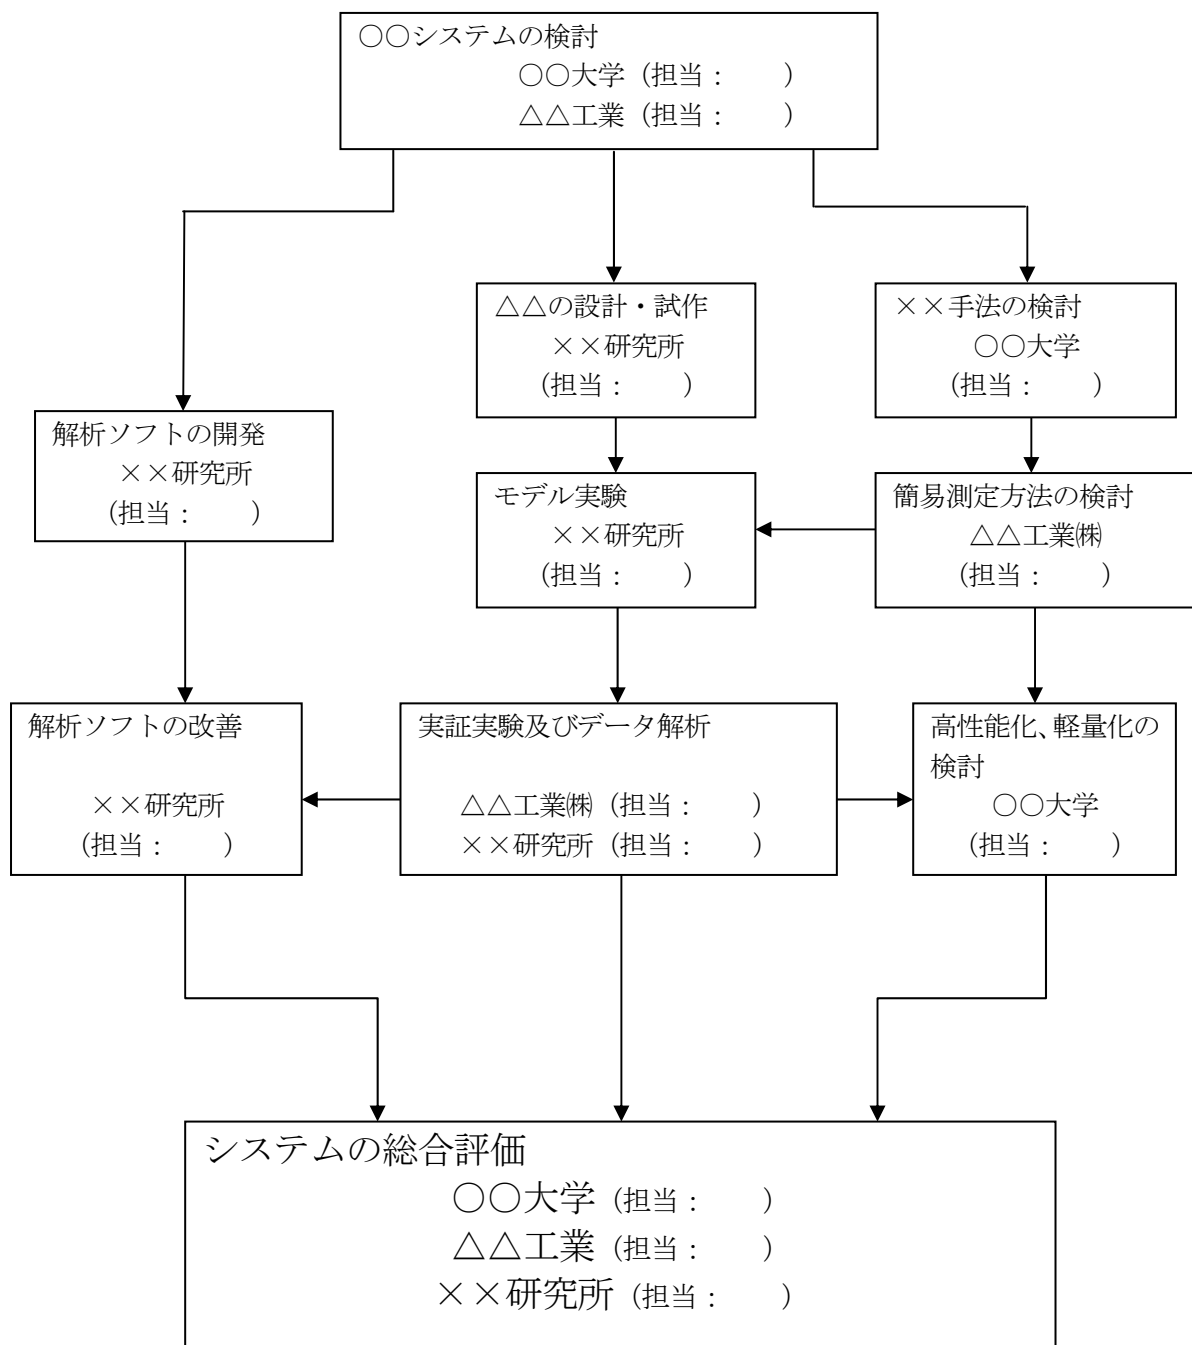 ○○システムの検討
○○大学（担当：　　）
△△工業（担当：　　）
△△の設計・試作
××研究所
（担当：　　）
××手法の検討
○○大学
（担当：　　）
解析ソフトの開発
××研究所
（担当：　　）
モデル実験
××研究所
（担当：　　）
簡易測定方法の検討
△△工業㈱
（担当：　　）
解析ソフトの改善
××研究所
（担当：　　）
実証実験及びデータ解析
△△工業㈱（担当：　　）
××研究所（担当：　　）
高性能化、軽量化の
検討
○○大学
（担当：　　）
システムの総合評価
○○大学（担当：　　）
△△工業（担当：　　）
××研究所（担当：　　）